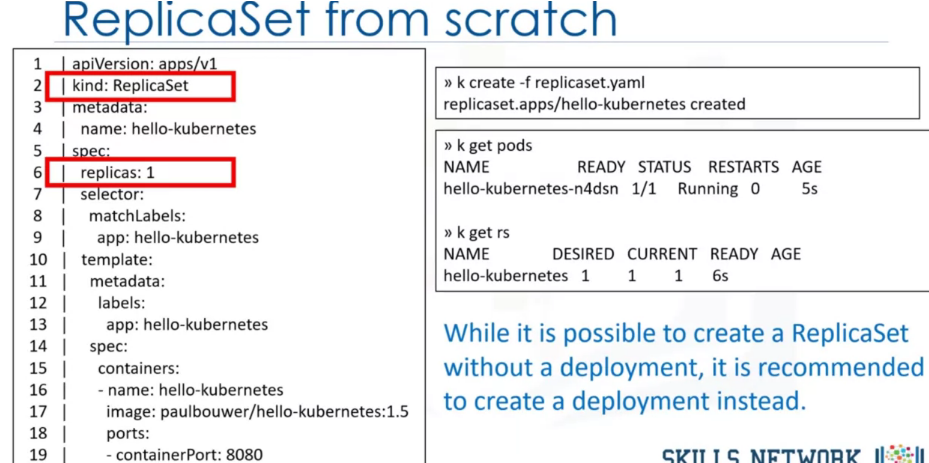 ReplicaSet from scratch
1 | apiVersion: apps/v1
2 | kind: ReplicaSet
3 | metadata:
4 | name: hello-kubernetes
5 | spec:
6 | replicas: 1
7 | selector:
8 | matchLabels:
9 | app: hello-kubernetes
10 | template:
11 | metadata:
12 | labels:
13 | app: hello-kubernetes
14 | spec:
15 | containers:
16 | - name: hello-kubernetes
17 | image: paulbouwer/hello-kubernetes:1.5
18 | ports:
19 | - containerPort: 8080
» k create -f replicaset.yaml
replicaset.apps/hello-kubernetes created
» k get pods
NAME READY STATUS RESTARTS AGE
hello-kubernetes-n4dsn 1/1 Running 0 5s
» k get rs
NAME DESIRED CURRENT READY AGE
hello-kubernetes 1 1 1 6s
While it is possible to create a ReplicaSet
without a deployment, it is recommended
to create a deployment instead.
SKILLS NETWORK